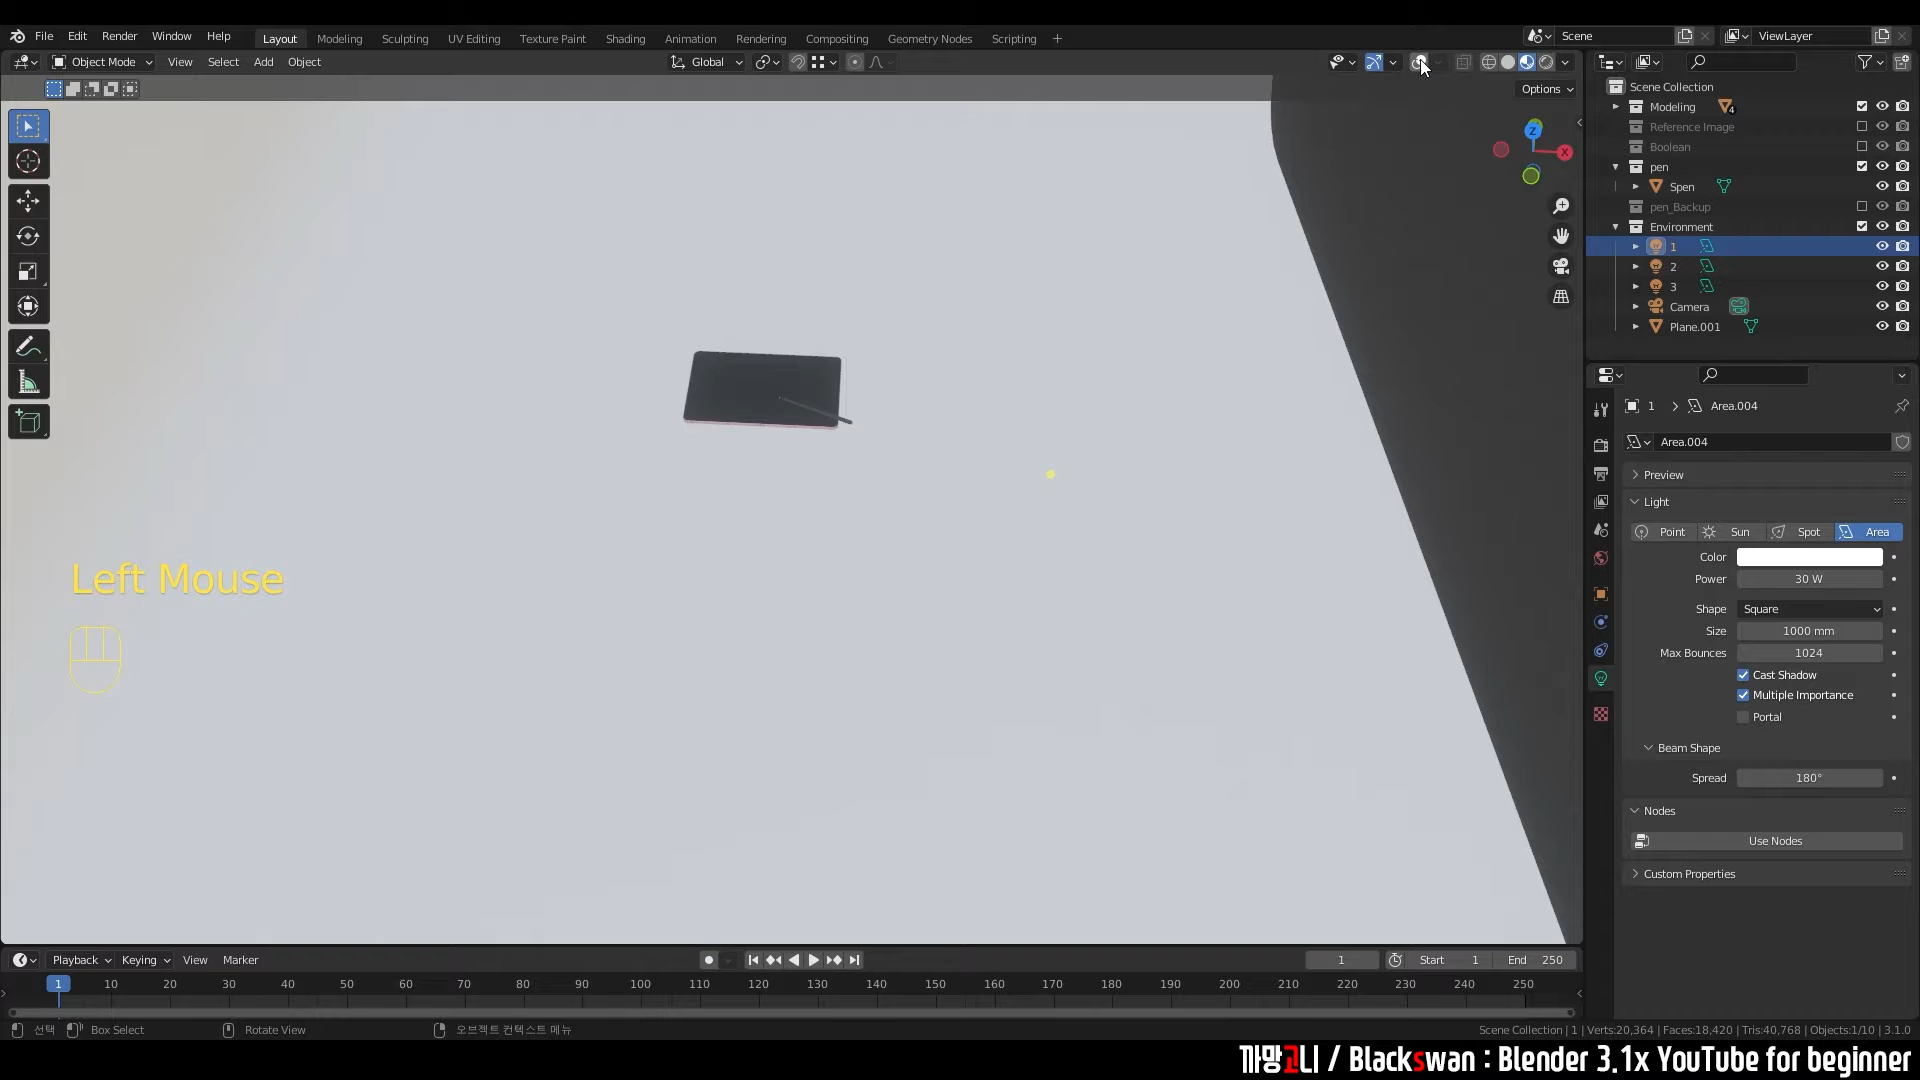 File Edit Render Window Help
Layout Modeling Sculpting UV Editing Texture Paint Shading Animation Rendering Compositing Geometry Nodes Scripting +
Scene
ViewLayer
Object Mode View Select Add Object
Global
Options
Z
X
Scene Collection
Modeling 4
Reference Image
Boolean
pen
Spen
pen_Backup
Environment
1
2
3
Camera
Plane.001
1 > Area.004
Area.004
Preview
Light
Point Sun Spot Area
Color
Power 30 W
Shape Square
Size 1000 mm
Max Bounces 1024
Cast Shadow
Multiple Importance
Portal
Beam Shape
Spread 180°
Nodes
Use Nodes
Custom Properties
Left Mouse
Playback Keying View Marker
1 Start 1 End 250
1 10 20 30 40 50 60 70 80 90 100 110 120 130 140 150 160 170 180 190 200 210 220 230 240 250
선택 Box Select Rotate View 오브젝트 컨텍스트 메뉴
Scene Collection | 1 | Verts:20,364 | Faces:18,420 | Tris:40,768 | Objects:1/10 | 3.1.0
까망고니 / Blackswan : Blender 3.1x YouTube for beginner